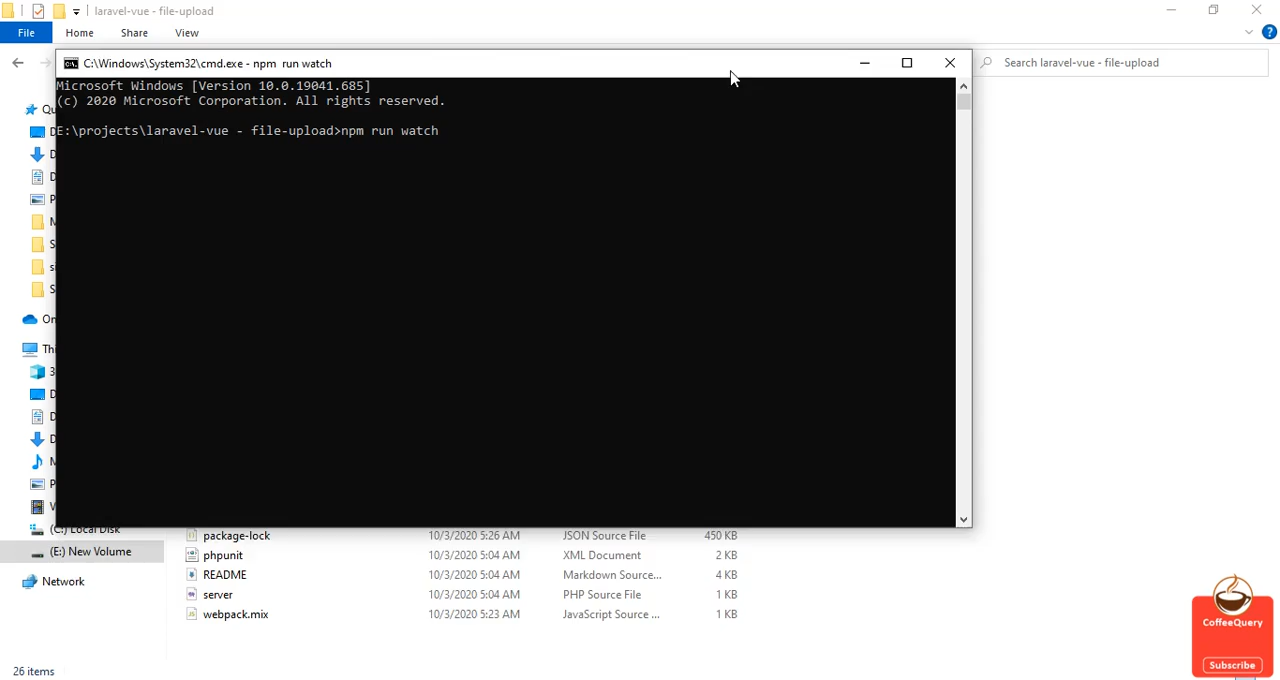 laravel-vue - file-upload
File Home Share View
C:\Windows\System32\cmd.exe - npm run watch
Search laravel-vue - file-upload
Microsoft Windows [Version 10.0.19041.685]
(c) 2020 Microsoft Corporation. All rights reserved.
E:\projects\laravel-vue - file-upload>npm run watch
(C:) Local Disk
(E:) New Volume
Network
package-lock 10/3/2020 5:26 AM JSON Source File 450 KB
phpunit 10/3/2020 5:04 AM XML Document 2 KB
README 10/3/2020 5:04 AM Markdown Source... 4 KB
server 10/3/2020 5:04 AM PHP Source File 1 KB
webpack.mix 10/3/2020 5:23 AM JavaScript Source ... 1 KB
CoffeeQuery
Subscribe
26 items